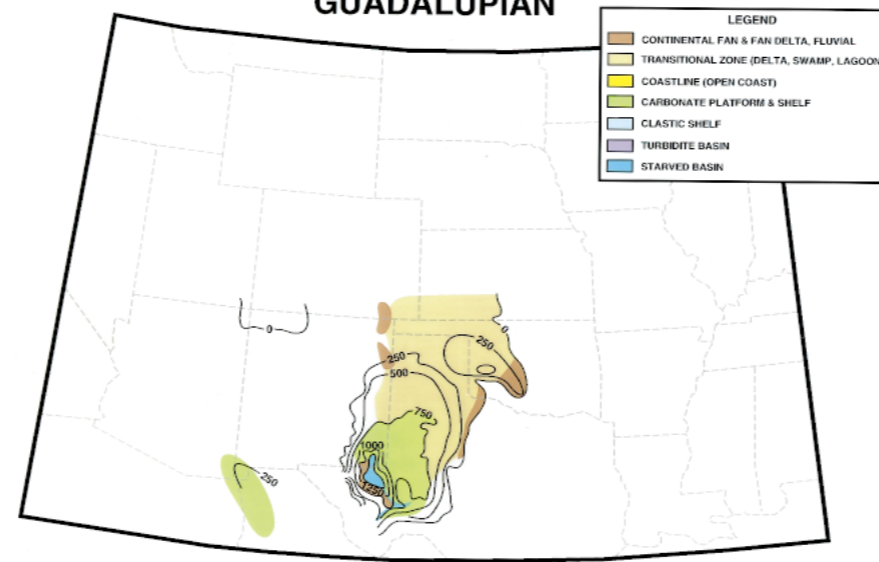 GUADALUPIAN
LEGEND
CONTINENTAL FAN & FAN DELTA, FLUVIAL
TRANSITIONAL ZONE (DELTA, SWAMP, LAGOON
COASTLINE (OPEN COAST)
CARBONATE PLATFORM & SHELF
CLASTIC SHELF
TURBIDITE BASIN
STARVED BASIN
0
0
250
250
500
750
1000
1250
250